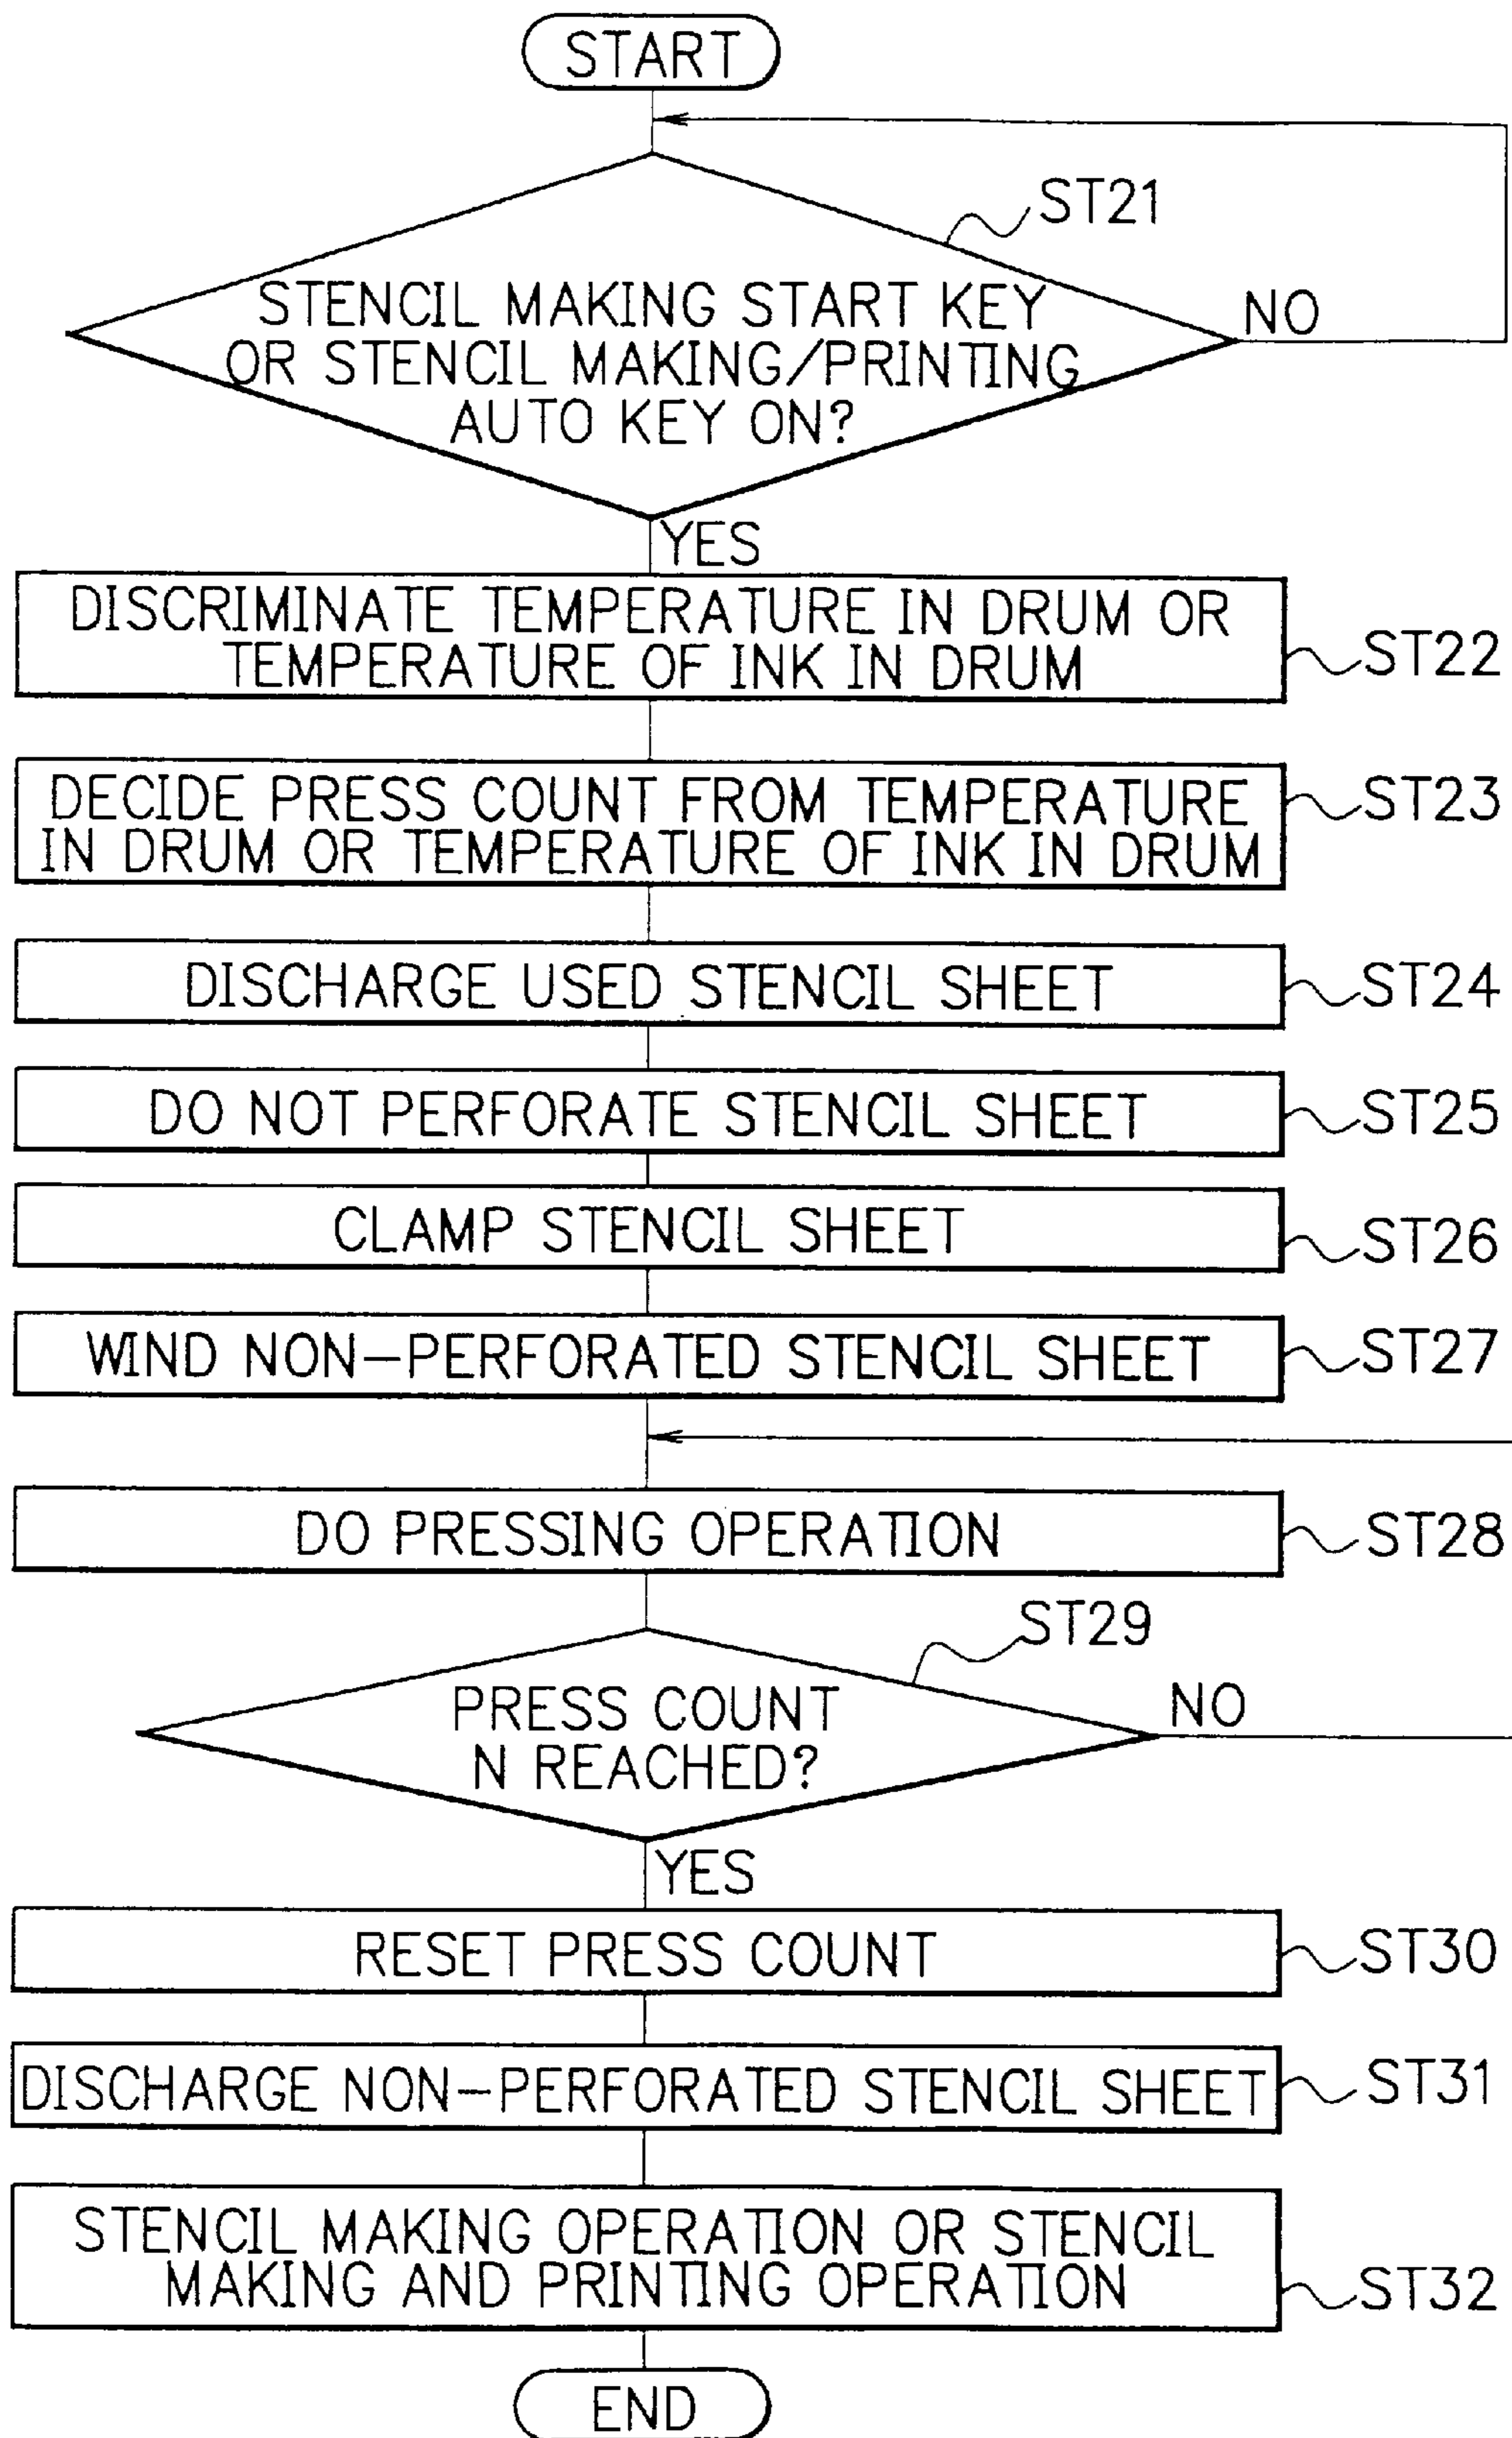 START
ST21
STENCIL MAKING START KEY
OR STENCIL MAKING/PRINTING
AUTO KEY ON?
NO
YES
DISCRIMINATE TEMPERATURE IN DRUM OR
TEMPERATURE OF INK IN DRUM
ST22
DECIDE PRESS COUNT FROM TEMPERATURE
IN DRUM OR TEMPERATURE OF INK IN DRUM
ST23
DISCHARGE USED STENCIL SHEET
ST24
DO NOT PERFORATE STENCIL SHEET
ST25
CLAMP STENCIL SHEET
ST26
WIND NON-PERFORATED STENCIL SHEET
ST27
DO PRESSING OPERATION
ST28
ST29
PRESS COUNT
N REACHED?
NO
YES
RESET PRESS COUNT
ST30
DISCHARGE NON-PERFORATED STENCIL SHEET
ST31
STENCIL MAKING OPERATION OR STENCIL
MAKING AND PRINTING OPERATION
ST32
END